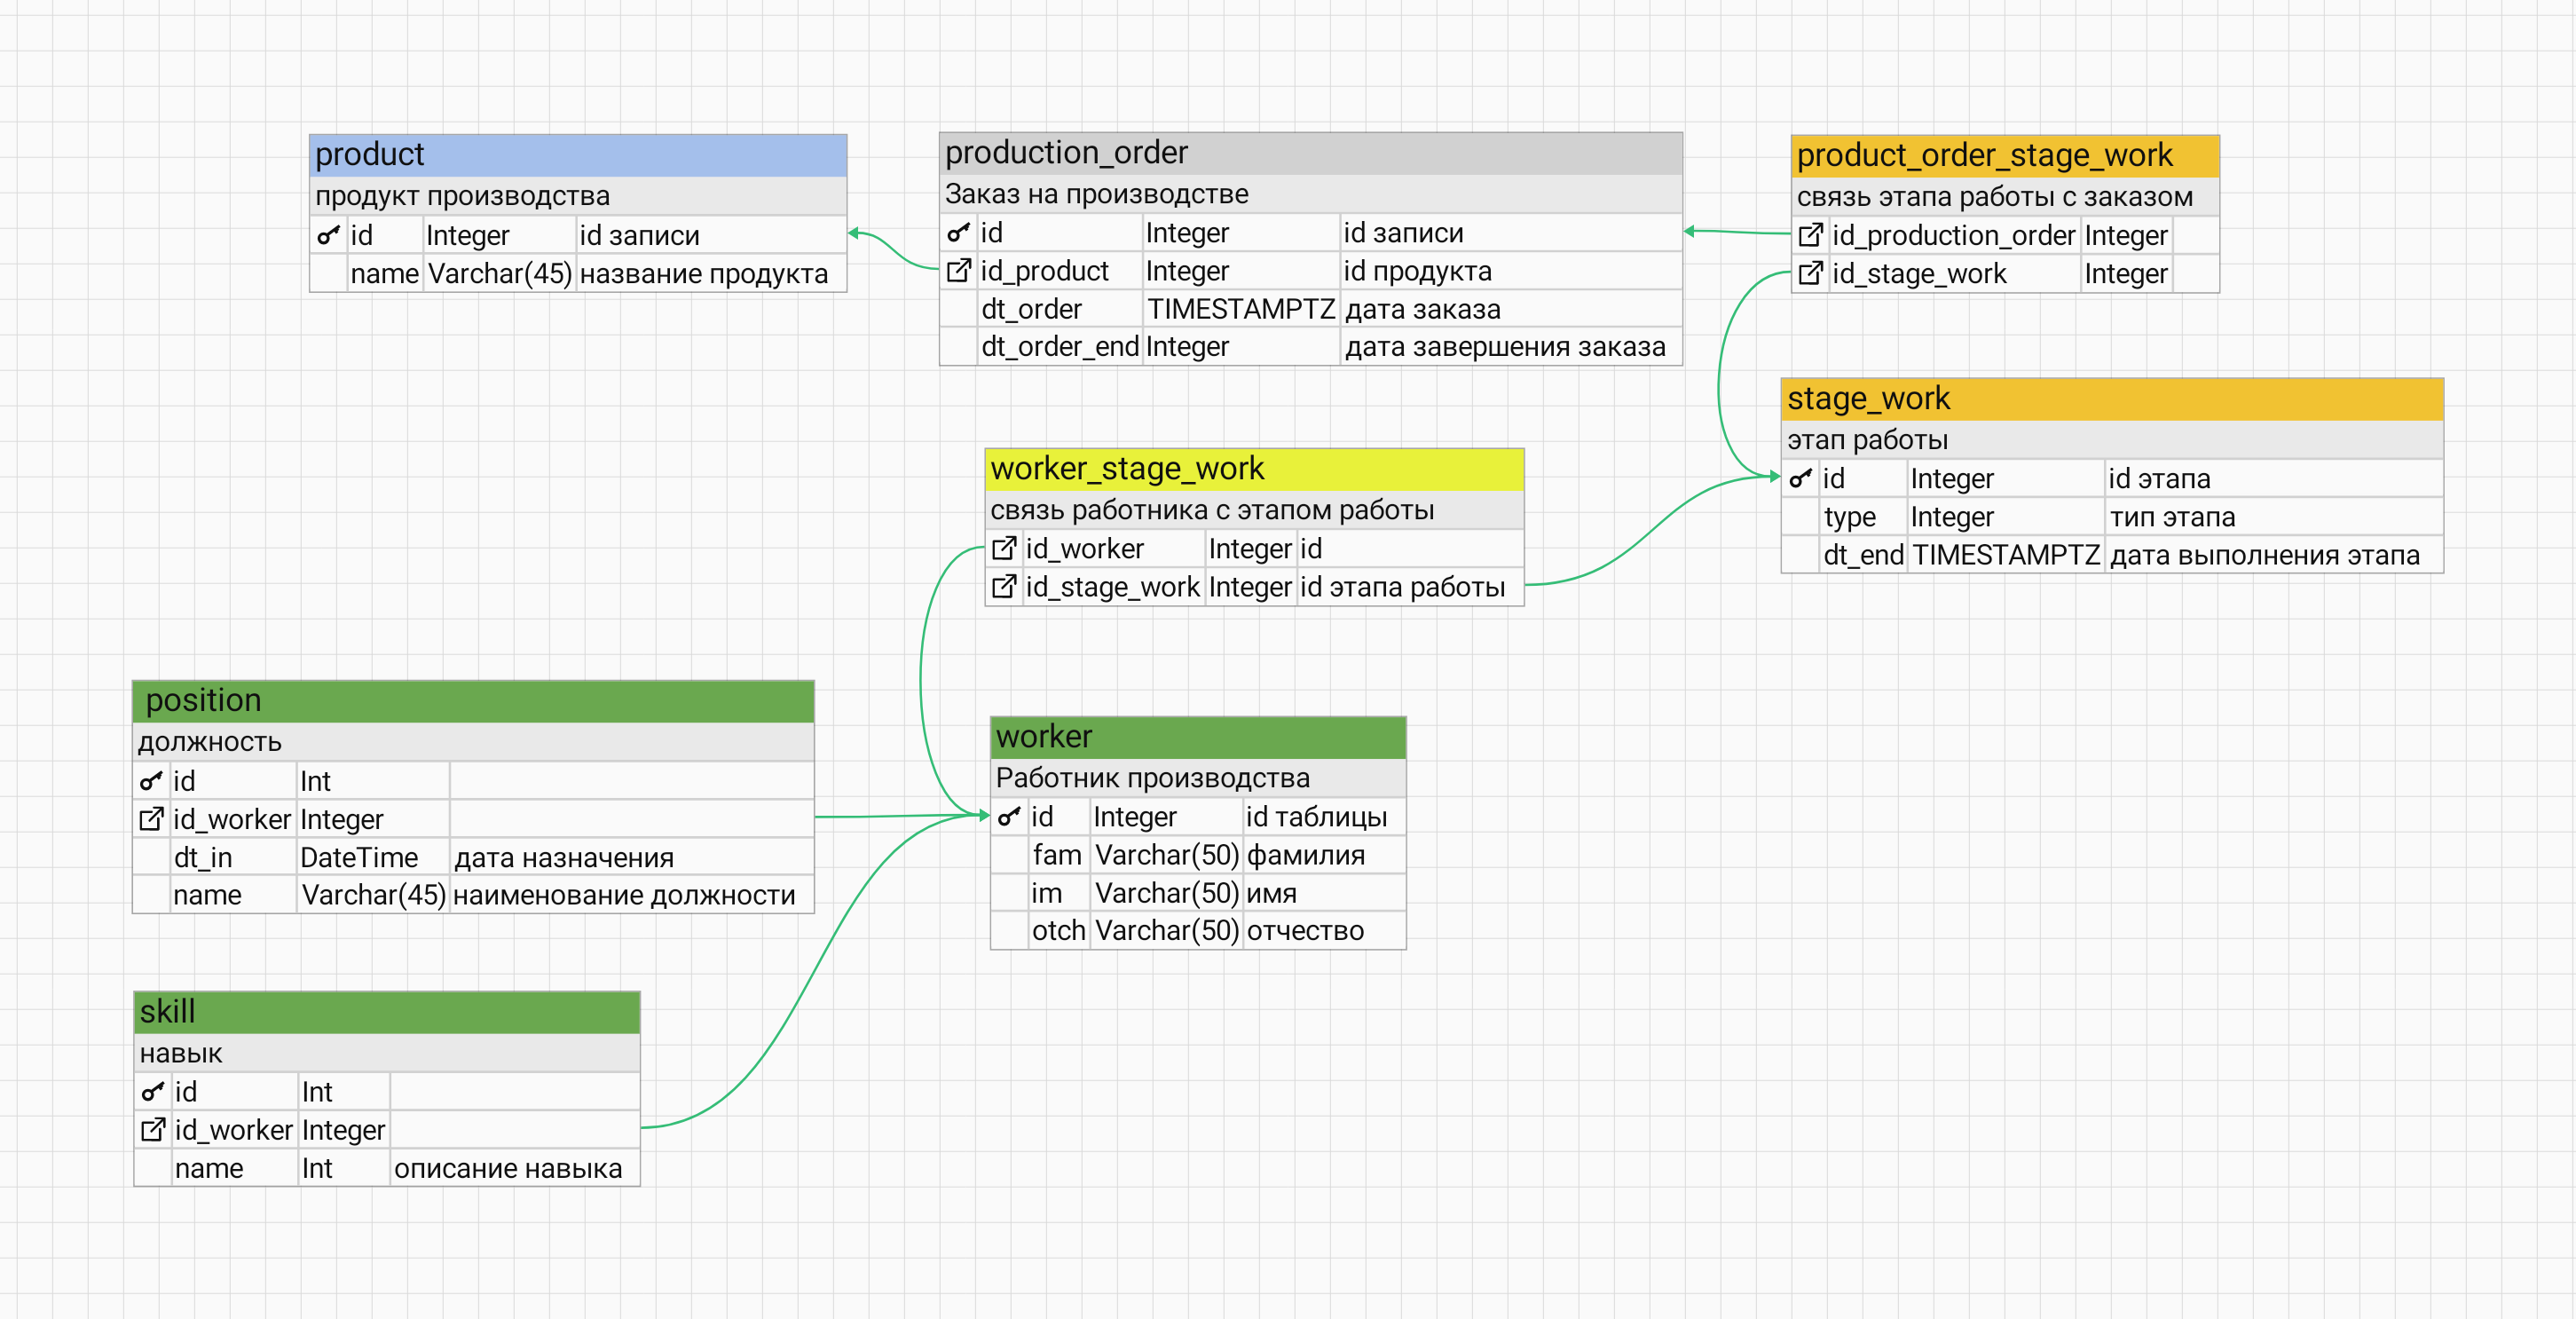 product
продукт производства
id Integer id записи
name Varchar(45) название продукта
production_order
Заказ на производстве
id Integer id записи
id_product Integer id продукта
dt_order TIMESTAMPTZ дата заказа
dt_order_end Integer дата завершения заказа
product_order_stage_work
связь этапа работы с заказом
id_production_order Integer
id_stage_work Integer
stage_work
этап работы
id Integer id этапа
type Integer тип этапа
dt_end TIMESTAMPTZ дата выполнения этапа
worker_stage_work
связь работника с этапом работы
id_worker Integer id
id_stage_work Integer id этапа работы
position
должность
id Int
id_worker Integer
dt_in DateTime дата назначения
name Varchar(45) наименование должности
worker
Работник производства
id Integer id таблицы
fam Varchar(50) фамилия
im Varchar(50) имя
otch Varchar(50) отчество
skill
навык
id Int
id_worker Integer
name Int описание навыка